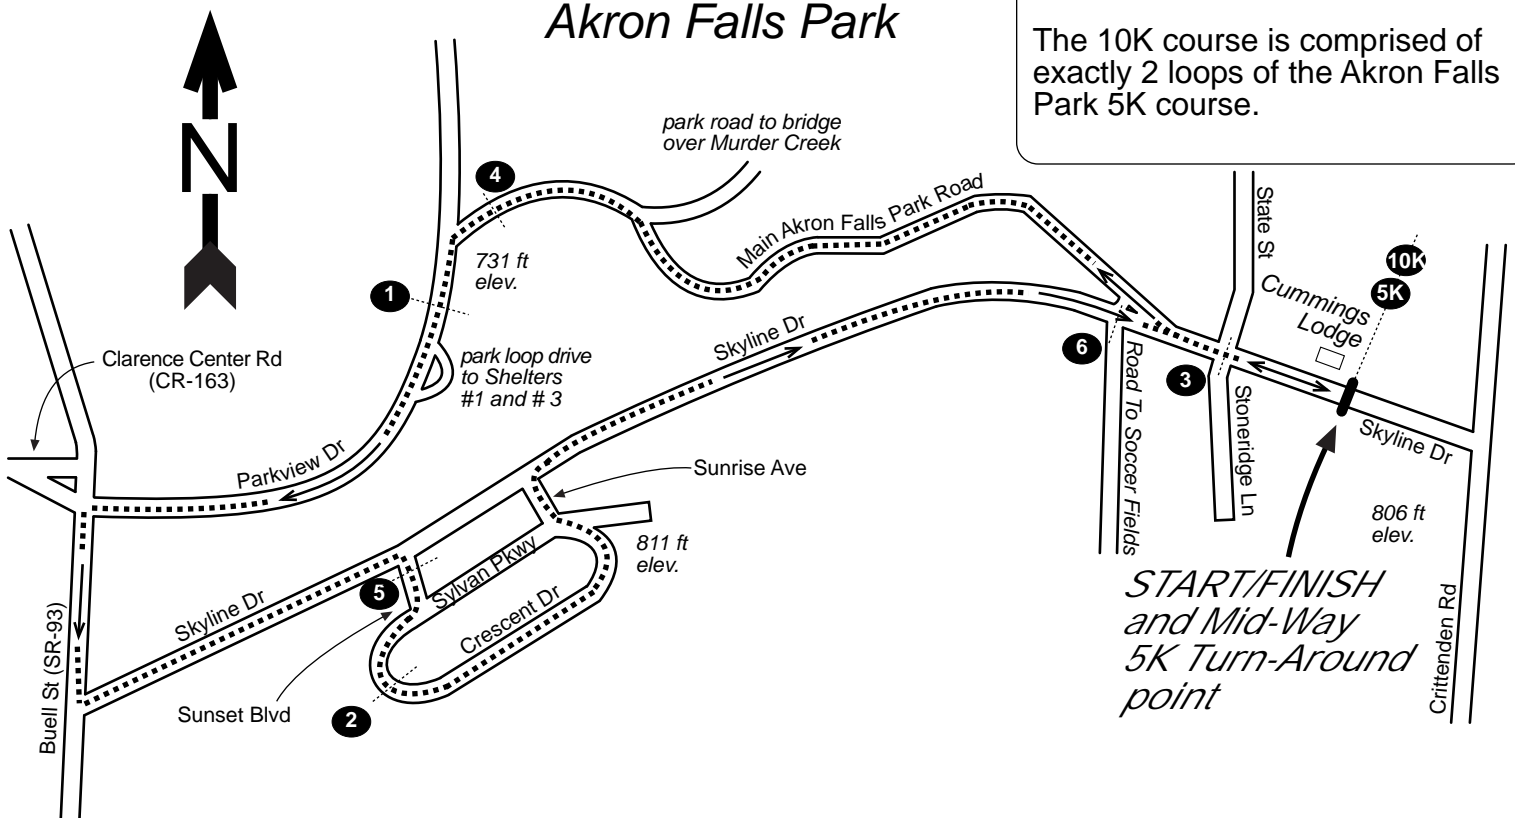 Akron Falls Park
The 10K course is comprised of
exactly 2 loops of the Akron Falls
Park 5K course.
N
park road to bridge
over Murder Creek
4
Main Akron Falls Park Road
State St
731 ft
elev.
1
10K
5K
Cummings
Lodge
Clarence Center Rd
(CR-163)
park loop drive
to Shelters
#1 and # 3
Skyline Dr
6
3
Road To Soccer Fields
Stoneridge Ln
Skyline Dr
Parkview Dr
Sunrise Ave
806 ft
elev.
811 ft
elev.
Sylvan Pkwy
5
Crescent Dr
Skyline Dr
START/FINISH
and Mid-Way
5K Turn-Around
point
Crittenden Rd
Buell St (SR-93)
Sunset Blvd
2